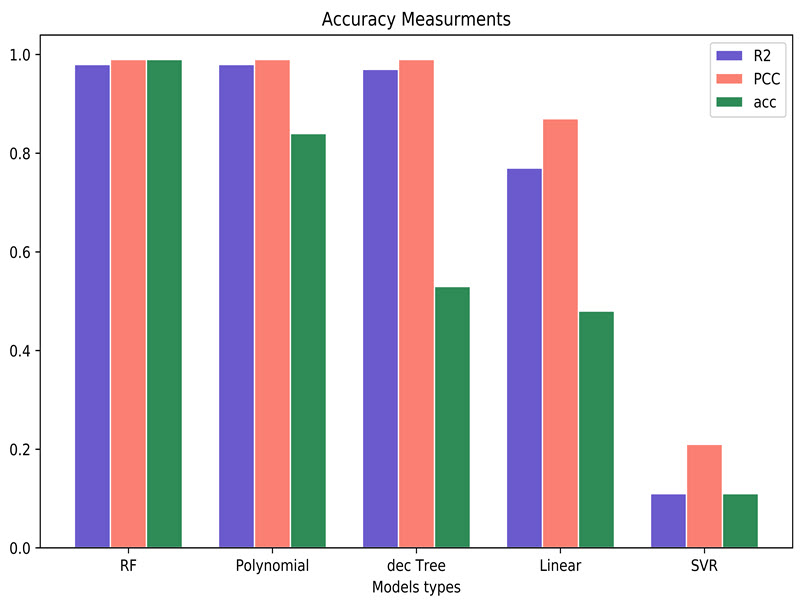 Accuracy Measurments
R2
PCC
acc
1.0
0.8
0.6
0.4
0.2
0.0
RF Polynomial dec Tree Linear SVR
Models types